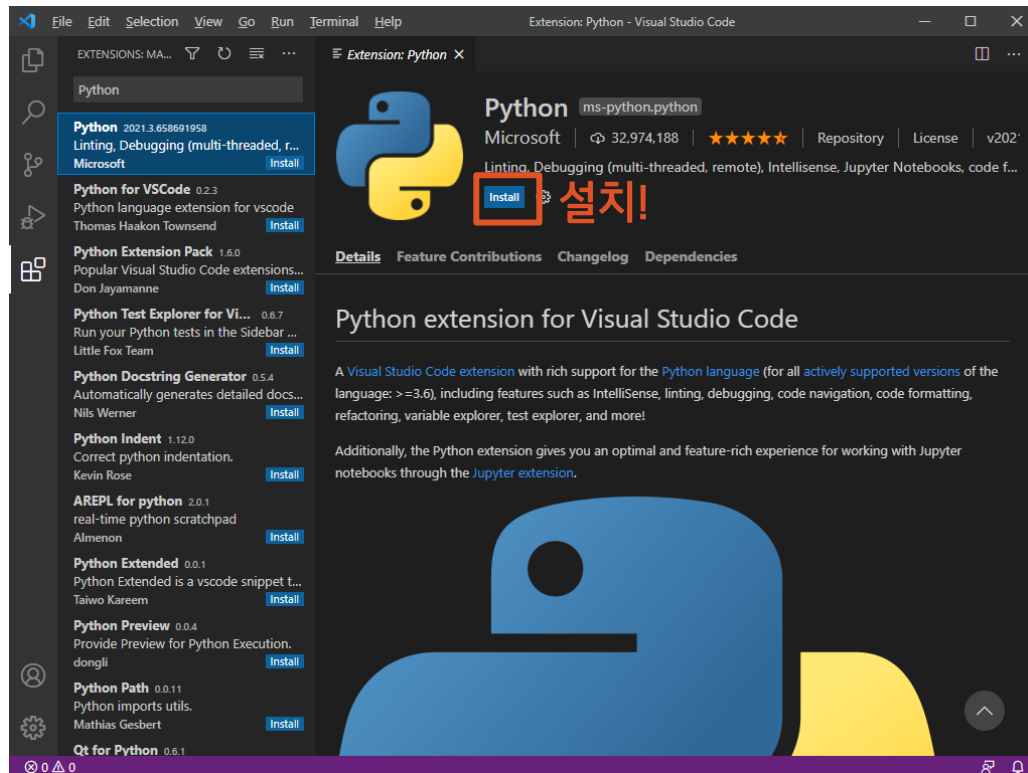 File Edit Selection View Go Run Terminal Help Extension: Python - Visual Studio Code
EXTENSIONS: MA...
Extension: Python
Python
Python 2021.3.658691958
Linting, Debugging (multi-threaded, r...
Microsoft Install
Python for VSCode 0.2.3
Python language extension for vscode
Thomas Haakon Townsend Install
Python Extension Pack 1.6.0
Popular Visual Studio Code extensions...
Don Jayamanne Install
Python Test Explorer for Vi... 0.6.7
Run your Python tests in the Sidebar ...
Little Fox Team Install
Python Docstring Generator 0.5.4
Automatically generates detailed docs...
Nils Werner Install
Python Indent 1.12.0
Correct python indentation.
Kevin Rose Install
AREPL for python 2.0.1
real-time python scratchpad
Almenon Install
Python Extended 0.0.1
Python Extended is a vscode snippet t...
Taiwo Kareem Install
Python Preview 0.0.4
Provide Preview for Python Execution.
dongli Install
Python Path 0.0.11
Python imports utils.
Mathias Gesbert Install
Qt for Python 0.6.1
Python ms-python.python
Microsoft 32,974,188 Repository License v202
Linting, Debugging (multi-threaded, remote), Intellisense, Jupyter Notebooks, code f...
Install 설치!
Details Feature Contributions Changelog Dependencies
Python extension for Visual Studio Code
A Visual Studio Code extension with rich support for the Python language (for all actively supported versions of the
language: >=3.6), including features such as IntelliSense, linting, debugging, code navigation, code formatting,
refactoring, variable explorer, test explorer, and more!
Additionally, the Python extension gives you an optimal and feature-rich experience for working with Jupyter
notebooks through the Jupyter extension.
0 0